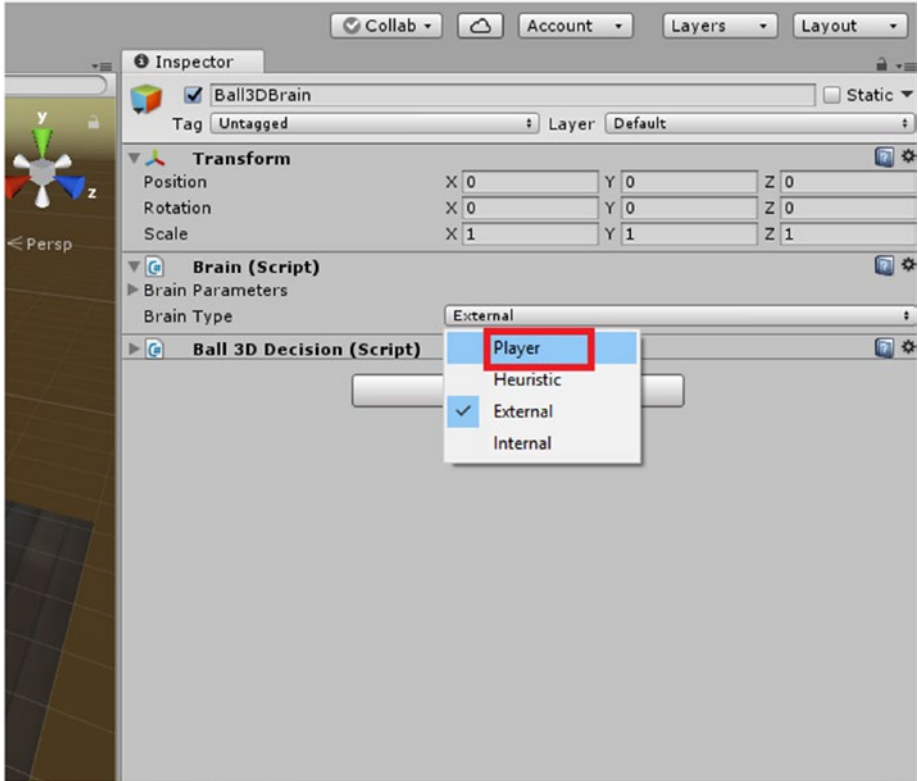 Collab Account Layers Layout
Inspector
Ball3DBrain Static
Tag Untagged Layer Default
y
z
Persp
Transform
Position X 0 Y 0 Z 0
Rotation X 0 Y 0 Z 0
Scale X 1 Y 1 Z 1
Brain (Script)
Brain Parameters
Brain Type External
Ball 3D Decision (Script)
Player
Heuristic
External
Internal